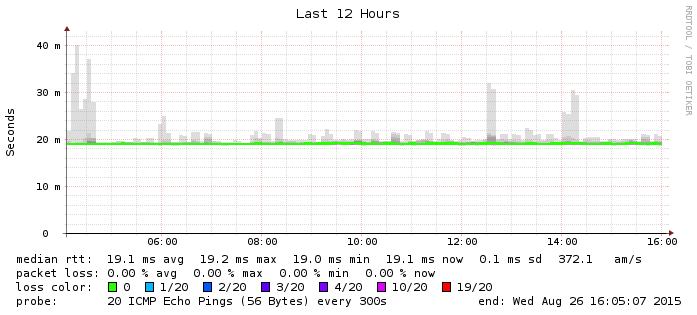 Last 12 Hours
RRDTOOL / TOBI OETIKER
Seconds
40 m
30 m
20 m
10 m
0
06:00 08:00 10:00 12:00 14:00 16:00
median rtt: 19.1 ms avg 19.2 ms max 19.0 ms min 19.1 ms now 0.1 ms sd 372.1 am/s
packet loss: 0.00 % avg 0.00 % max 0.00 % min 0.00 % now
loss color: 0 1/20 2/20 3/20 4/20 10/20 19/20
probe: 20 ICMP Echo Pings (56 Bytes) every 300s end: Wed Aug 26 16:05:07 2015